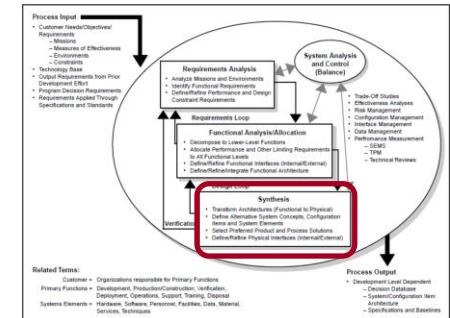 Process Input
• Customer Needs/Objectives/
Requirements
– Missions
– Measures of Effectiveness
– Environments
– Constraints
• Technology Base
• Output Requirements from Prior
Development Effort
• Program Decision Requirements
• Requirements Applied Through
Specifications and Standards
System Analysis
and Control
(Balance)
Requirements Analysis
• Analyze Missions and Environments
• Identify Functional Requirements
• Define/Refine Performance and Design
Constraint Requirements
• Trade-Off Studies
• Effectiveness Analyses
• Risk Management
• Configuration Management
• Interface Management
• Data Management
• Perfromance Measurement
– SEMS
– TPM
– Technical Reviews
Requirements Loop
Functional Analysis/Allocation
• Decompose to Lower-Level Functions
• Allocate Performance and Other Limiting Requirements
to All Functional Levels
• Define/Refine Functional Interfaces (Internal/External)
• Define/Refine/Integrate Functional Architecture
Design Loop
Synthesis
• Transform Architectures (Functional to Physical)
• Define Alternative System Concepts, Configuration
Items and System Elements
• Select Preferred Product and Process Solutions
• Define/Refine Physical Interfaces (Internal/External)
Verification
Related Terms:
Customer = Organizations responsible for Primary Functions
Primary Functions = Development, Production/Construction, Verification,
Deployment, Operations, Support, Training, Disposal
Systems Elements = Hardware, Software, Personnel, Facilities, Data, Material,
Services, Techniques
Process Output
• Development Level Dependent
– Decision Database
– System/Configuration Item
Architecture
– Specifications and Baselines